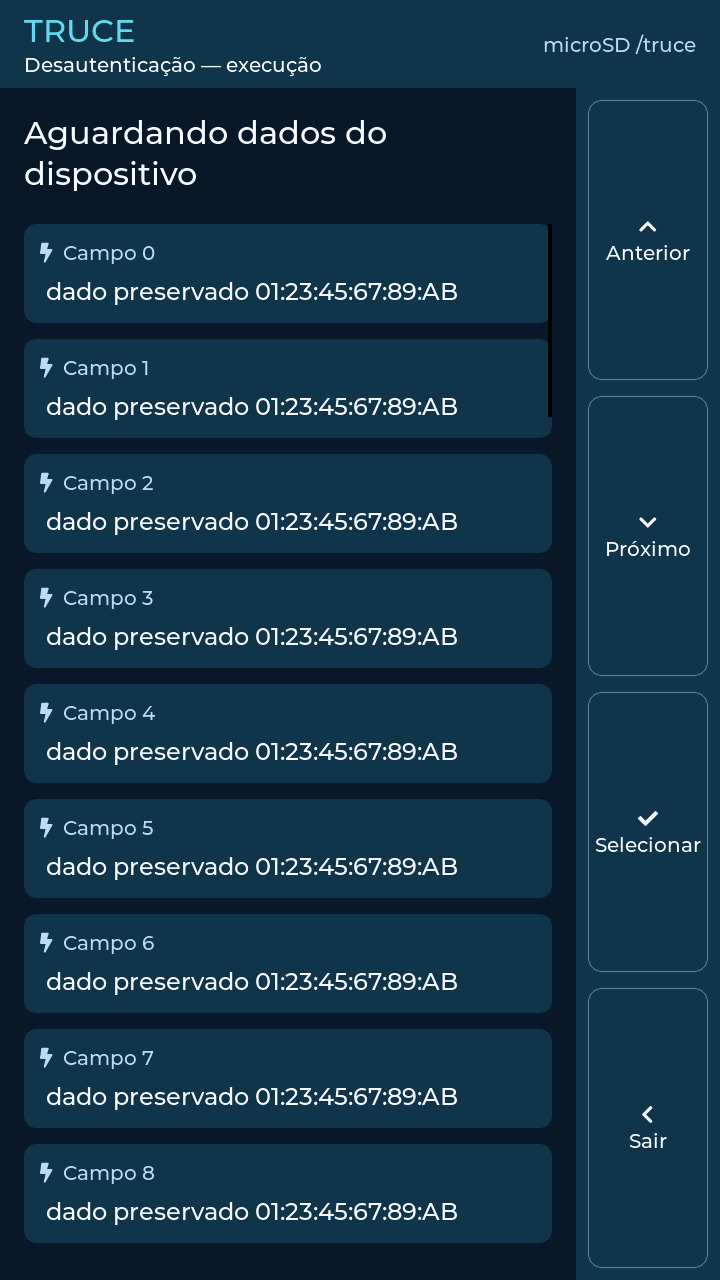 TRUCE
Desautenticação — execução
microSD /truce
Aguardando dados do
dispositivo
Campo 0
dado preservado 01:23:45:67:89:AB
Campo 1
dado preservado 01:23:45:67:89:AB
Campo 2
dado preservado 01:23:45:67:89:AB
Campo 3
dado preservado 01:23:45:67:89:AB
Campo 4
dado preservado 01:23:45:67:89:AB
Campo 5
dado preservado 01:23:45:67:89:AB
Campo 6
dado preservado 01:23:45:67:89:AB
Campo 7
dado preservado 01:23:45:67:89:AB
Campo 8
dado preservado 01:23:45:67:89:AB
Anterior
Próximo
Selecionar
Sair